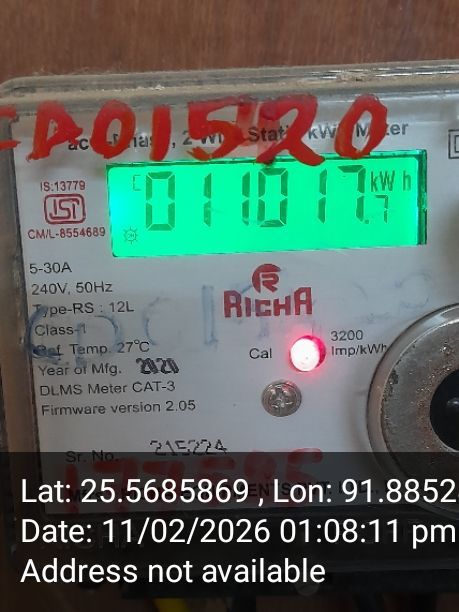 CA01520
2 Wire Static kWh Meter
IS:13779
CM/L-8554689
E 011017.7 kWh
5-30A
240V, 50Hz
Type-RS : 12L
Class-1
Ref. Temp. 27°C
Year of Mfg. 2020
DLMS Meter CAT-3
Firmware version 2.05
RICHA
Cal
3200
Imp/kWh
Sr. No. 215224
Lat: 25.5685869 , Lon: 91.8852
Date: 11/02/2026 01:08:11 pm
Address not available